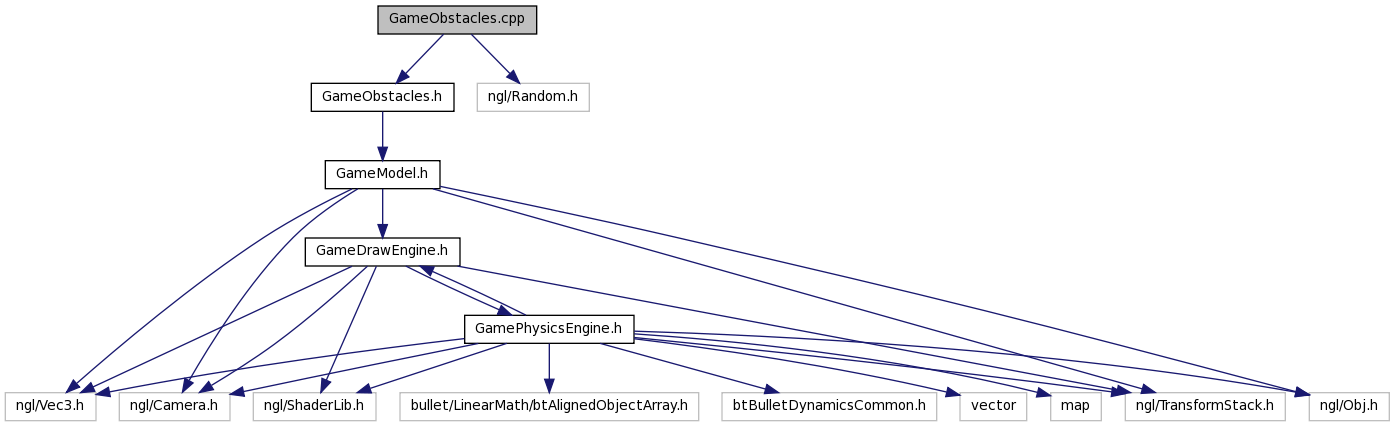 GameObstacles.cpp
GameObstacles.h
ngl/Random.h
GameModel.h
GameDrawEngine.h
GamePhysicsEngine.h
ngl/Vec3.h
ngl/Camera.h
ngl/ShaderLib.h
bullet/LinearMath/btAlignedObjectArray.h
btBulletDynamicsCommon.h
vector
map
ngl/TransformStack.h
ngl/Obj.h